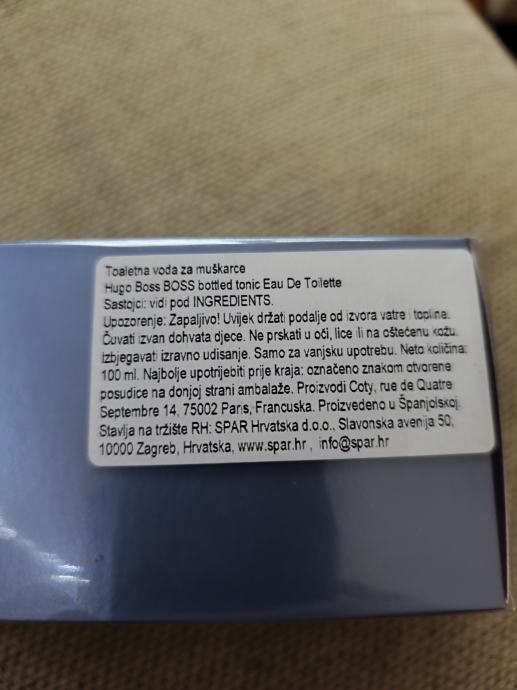 Toaletna voda za muškarce
Hugo Boss BOSS bottled tonic Eau De Toilette
Sastojci: vidi pod INGREDIENTS.
Upozorenje: Zapaljivo! Uvijek držati podalje od izvora vatre i topline.
Čuvati izvan dohvata djece. Ne prskati u oči, lice ili na oštećenu kožu.
Izbjegavati izravno udisanje. Samo za vanjsku upotrebu. Neto količina:
100 ml. Najbolje upotrijebiti prije kraja: označeno znakom otvorene
posudice na donjoj strani ambalaže. Proizvodi Coty, rue de Quatre
Septembre 14, 75002 Paris, Francuska. Proizvedeno u Španjolskoj.
Stavlja na tržište RH: SPAR Hrvatska d.o.o., Slavonska avenija 50,
10000 Zagreb, Hrvatska, www.spar.hr , info@spar.hr